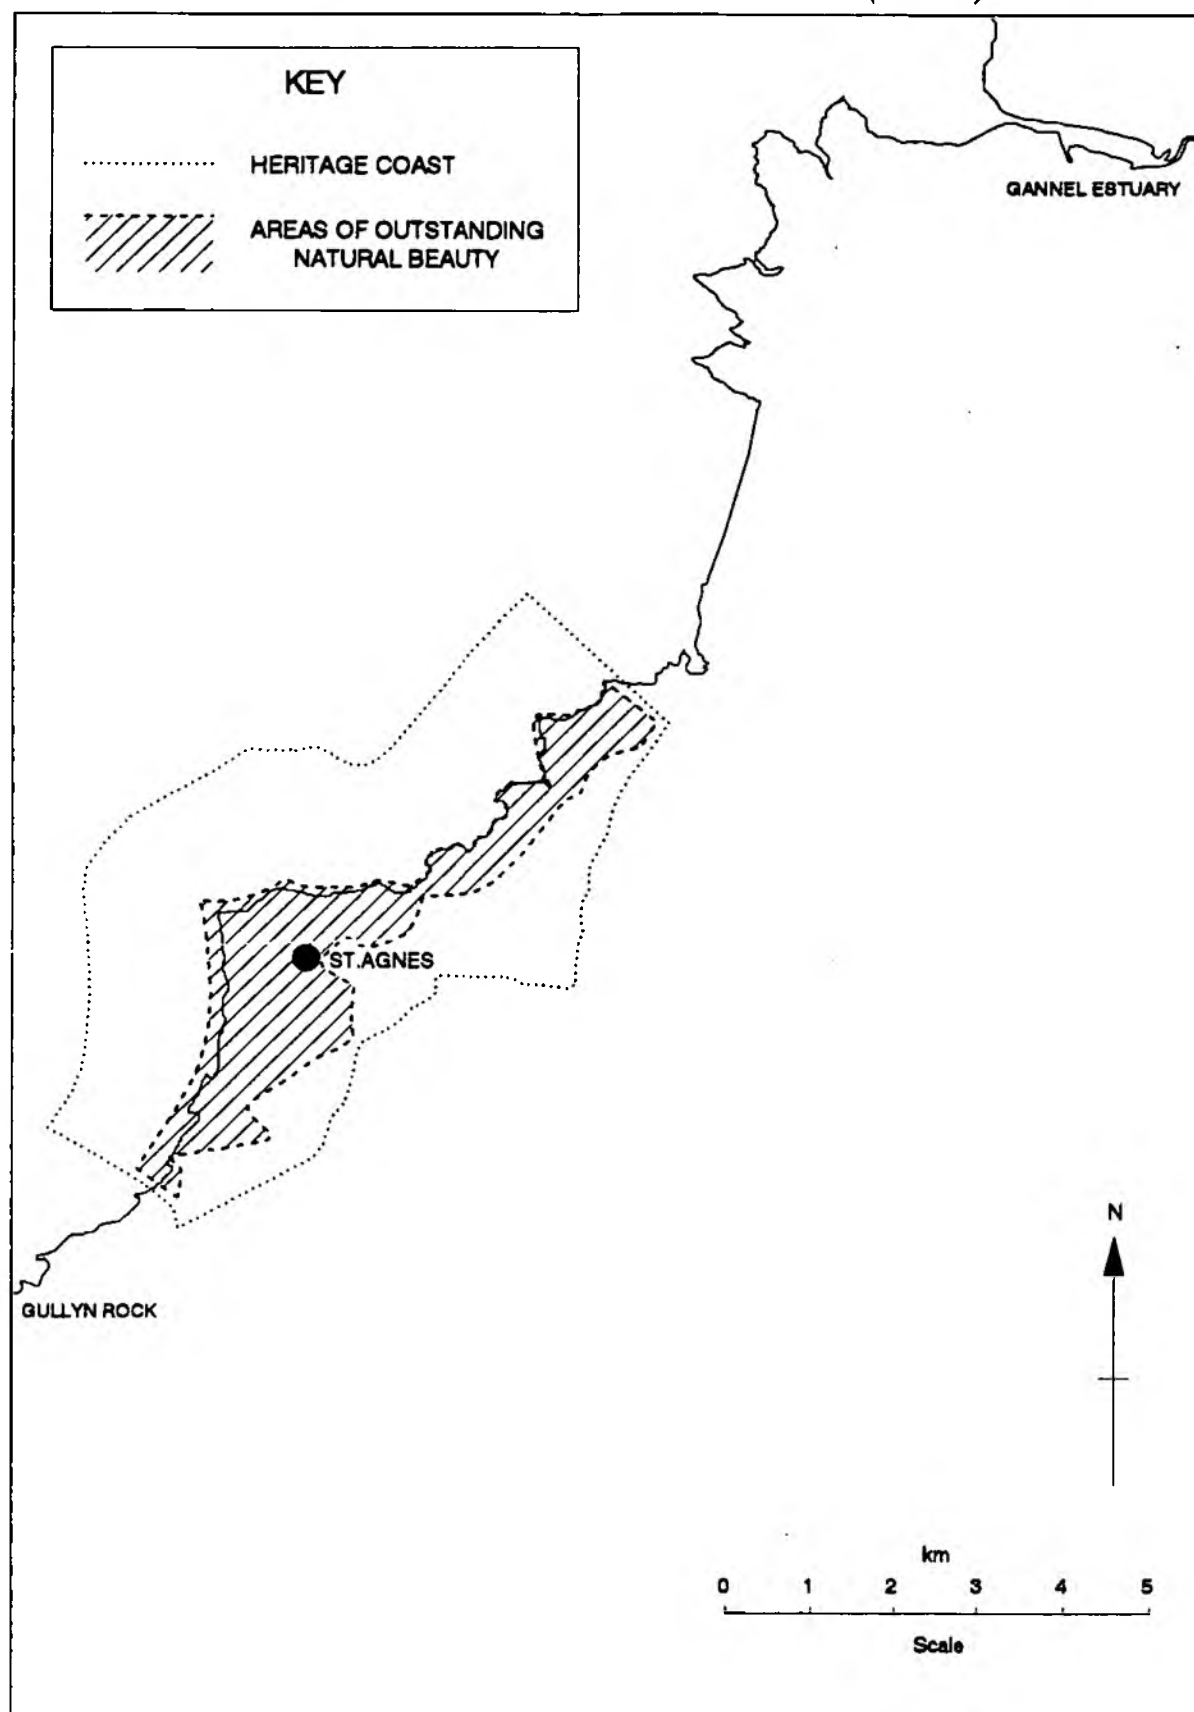 KEY
HERITAGE COAST
AREAS OF OUTSTANDING
NATURAL BEAUTY
GANNEL ESTUARY
ST.AGNES
GULLYN ROCK
N
km
0 1 2 3 4 5
Scale